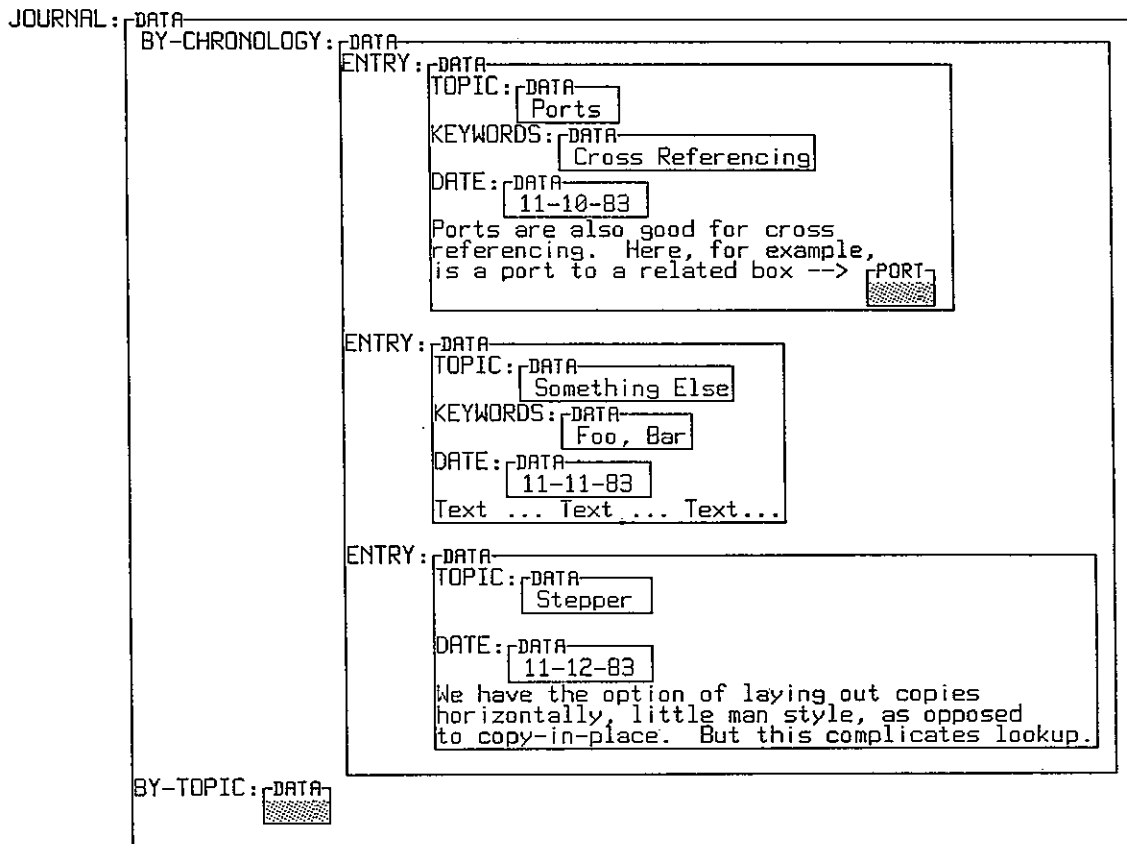 JOURNAL: DATA
BY-CHRONOLOGY: DATA
ENTRY: DATA
TOPIC: DATA
Ports
KEYWORDS: DATA
Cross Referencing
DATE: DATA
11-10-83
Ports are also good for cross
referencing. Here, for example,
is a port to a related box --> PORT
ENTRY: DATA
TOPIC: DATA
Something Else
KEYWORDS: DATA
Foo, Bar
DATE: DATA
11-11-83
Text ... Text ... Text...
ENTRY: DATA
TOPIC: DATA
Stepper
DATE: DATA
11-12-83
We have the option of laying out copies
horizontally, little man style, as opposed
to copy-in-place. But this complicates lookup.
BY-TOPIC: DATA